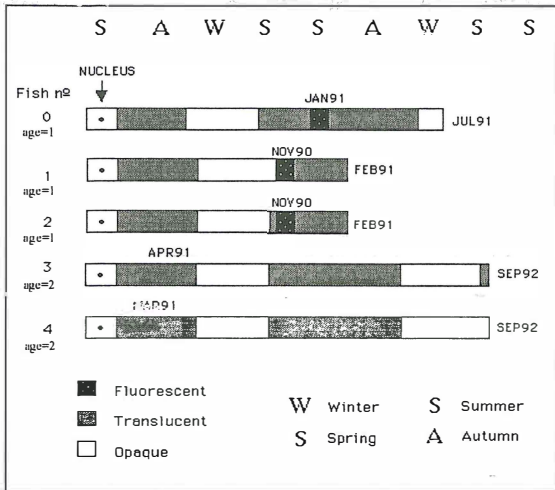 S A W S S A W S S
NUCLEUS
Fish nº
JAN91
0
age=1
JUL91
NOV90
1
age=1
FEB91
NOV90
2
age=1
FEB91
APR91
3
age=2
SEP92
MAR91
4
age=2
SEP92
Fluorescent
Translucent
Opaque
W Winter S Summer
S Spring A Autumn